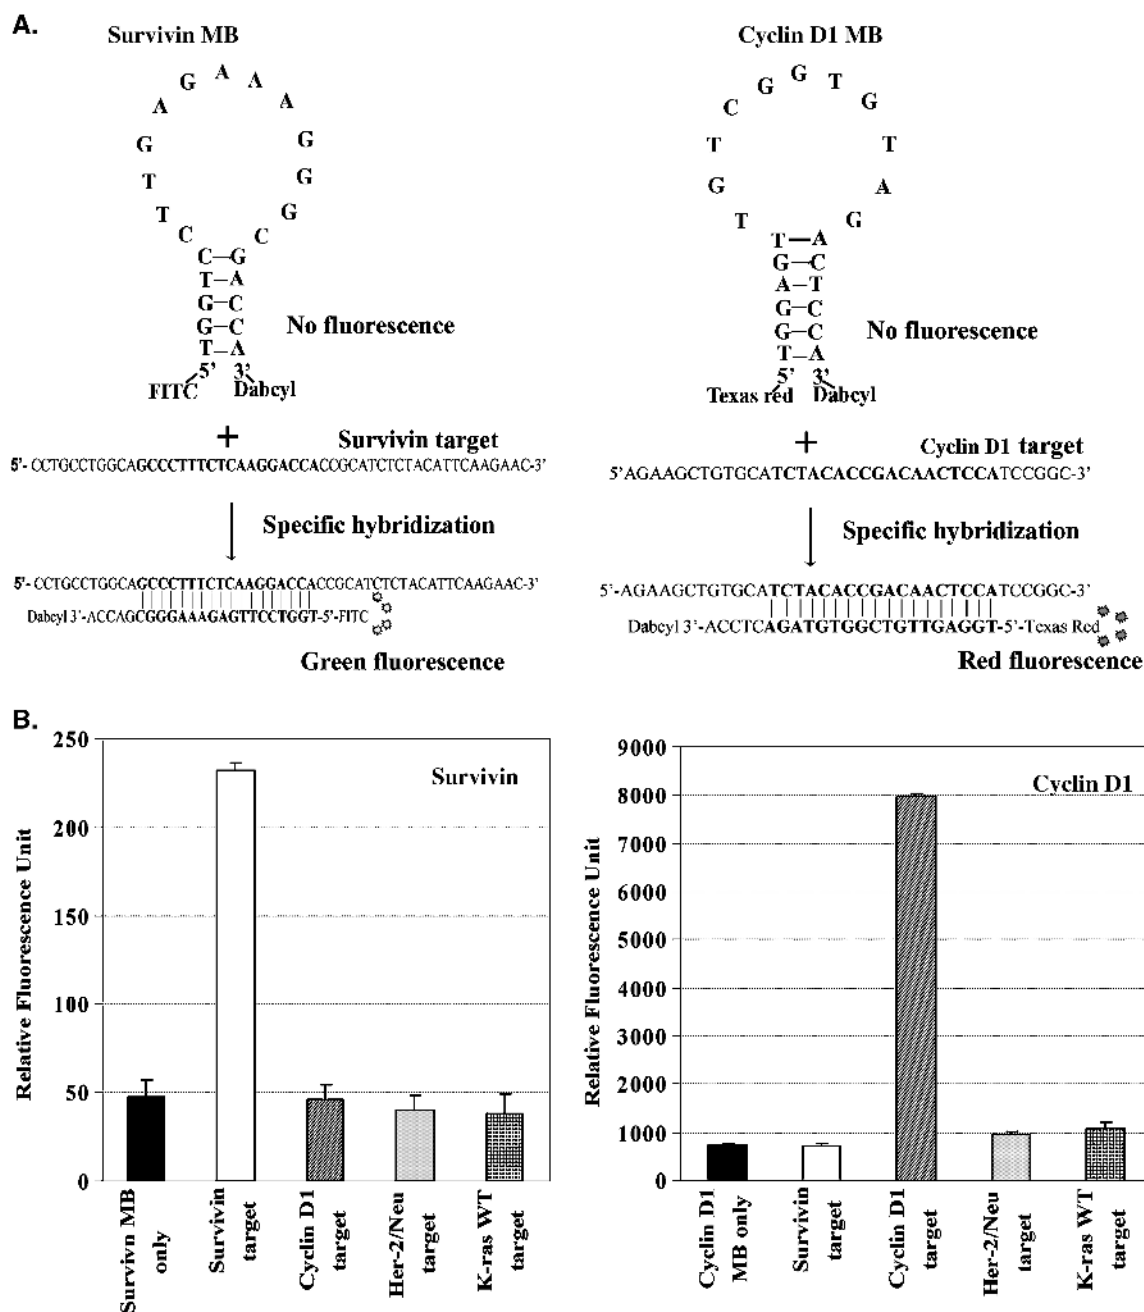 A.
Survivin MB
Cyclin D1 MB
C T T G A G A A A G G G C
T G T C G G T G T A G
C–G
T–A
G–C
G–C
T–A
T–A
G–C
A–T
G–C
G–C
T–A
No fluorescence
No fluorescence
5' 3'
FITC Dabcyl
5' 3'
Texas red Dabcyl
+
+
Survivin target
Cyclin D1 target
5'- CCTGCCTGGCAGCCCTTTCTCAAGGACCACCGCATCTCTACATTCAAGAAC-3'
5'AGAAGCTGTGCATCTACACCGACAACTCCATCCGGC-3'
Specific hybridization
Specific hybridization
5'- CCTGCCTGGCAGCCCTTTCTCAAGGACCACCGCATCTCTACATTCAAGAAC-3'
Dabcyl 3'-ACCAGCGGGAAAGAGTTCCTGGT-5'-FITC
5'-AGAAGCTGTGCATCTACACCGACAACTCCATCCGGC-3'
Dabcyl 3'-ACCTCAGATGTGGCTGTTGAGGT-5'-Texas Red
Green fluorescence
Red fluorescence
B.
Survivin
Relative Fluorescence Unit
250
200
150
100
50
0
Survivn MB only
Survivin target
Cyclin D1 target
Her-2/Neu target
K-ras WT target
Cyclin D1
Relative Fluorescence Unit
9000
8000
7000
6000
5000
4000
3000
2000
1000
0
Cyclin D1 MB only
Survivin target
Cyclin D1 target
Her-2/Neu target
K-ras WT target